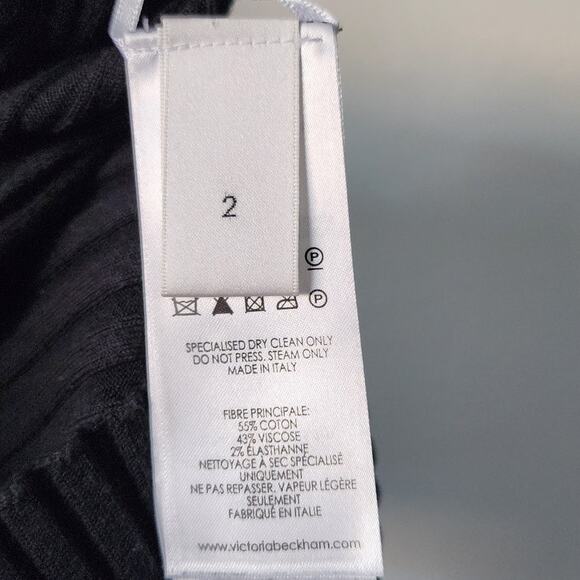 2
P
P
SPECIALISED DRY CLEAN ONLY
DO NOT PRESS. STEAM ONLY
MADE IN ITALY
FIBRE PRINCIPALE:
55% COTON
43% VISCOSE
2% ÉLASTHANNE
NETTOYAGE À SEC SPÉCIALISÉ
UNIQUEMENT
NE PAS REPASSER. VAPEUR LÉGÈRE
SEULEMENT
FABRIQUÉ EN ITALIE
www.victoriabeckham.com